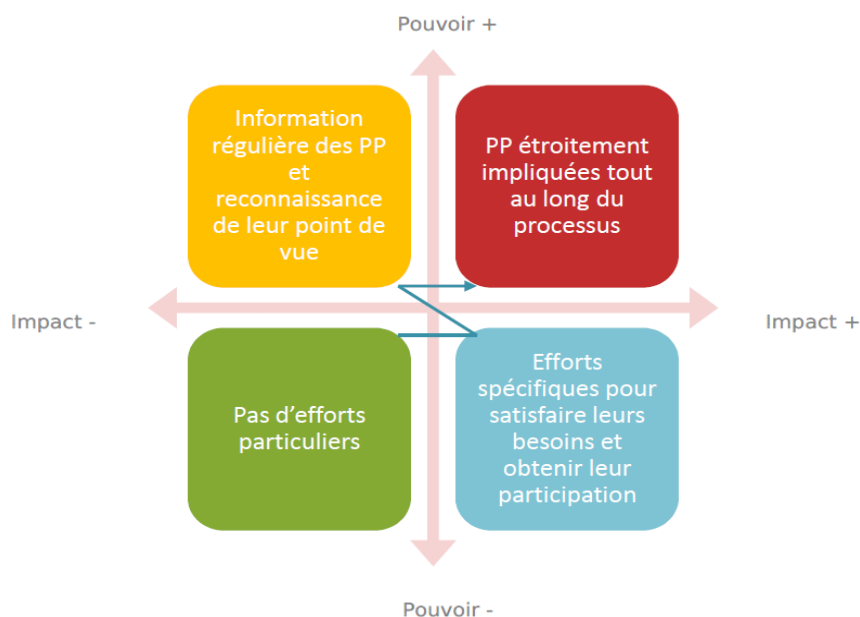 Pouvoir +
Information
régulière des PP
et
reconnaissance
de leur point de
vue
PP étroitement
impliquées tout
au long du
processus
Impact -
Impact +
Pas d’efforts
particuliers
Efforts
spécifiques pour
satisfaire leurs
besoins et
obtenir leur
participation
Pouvoir -